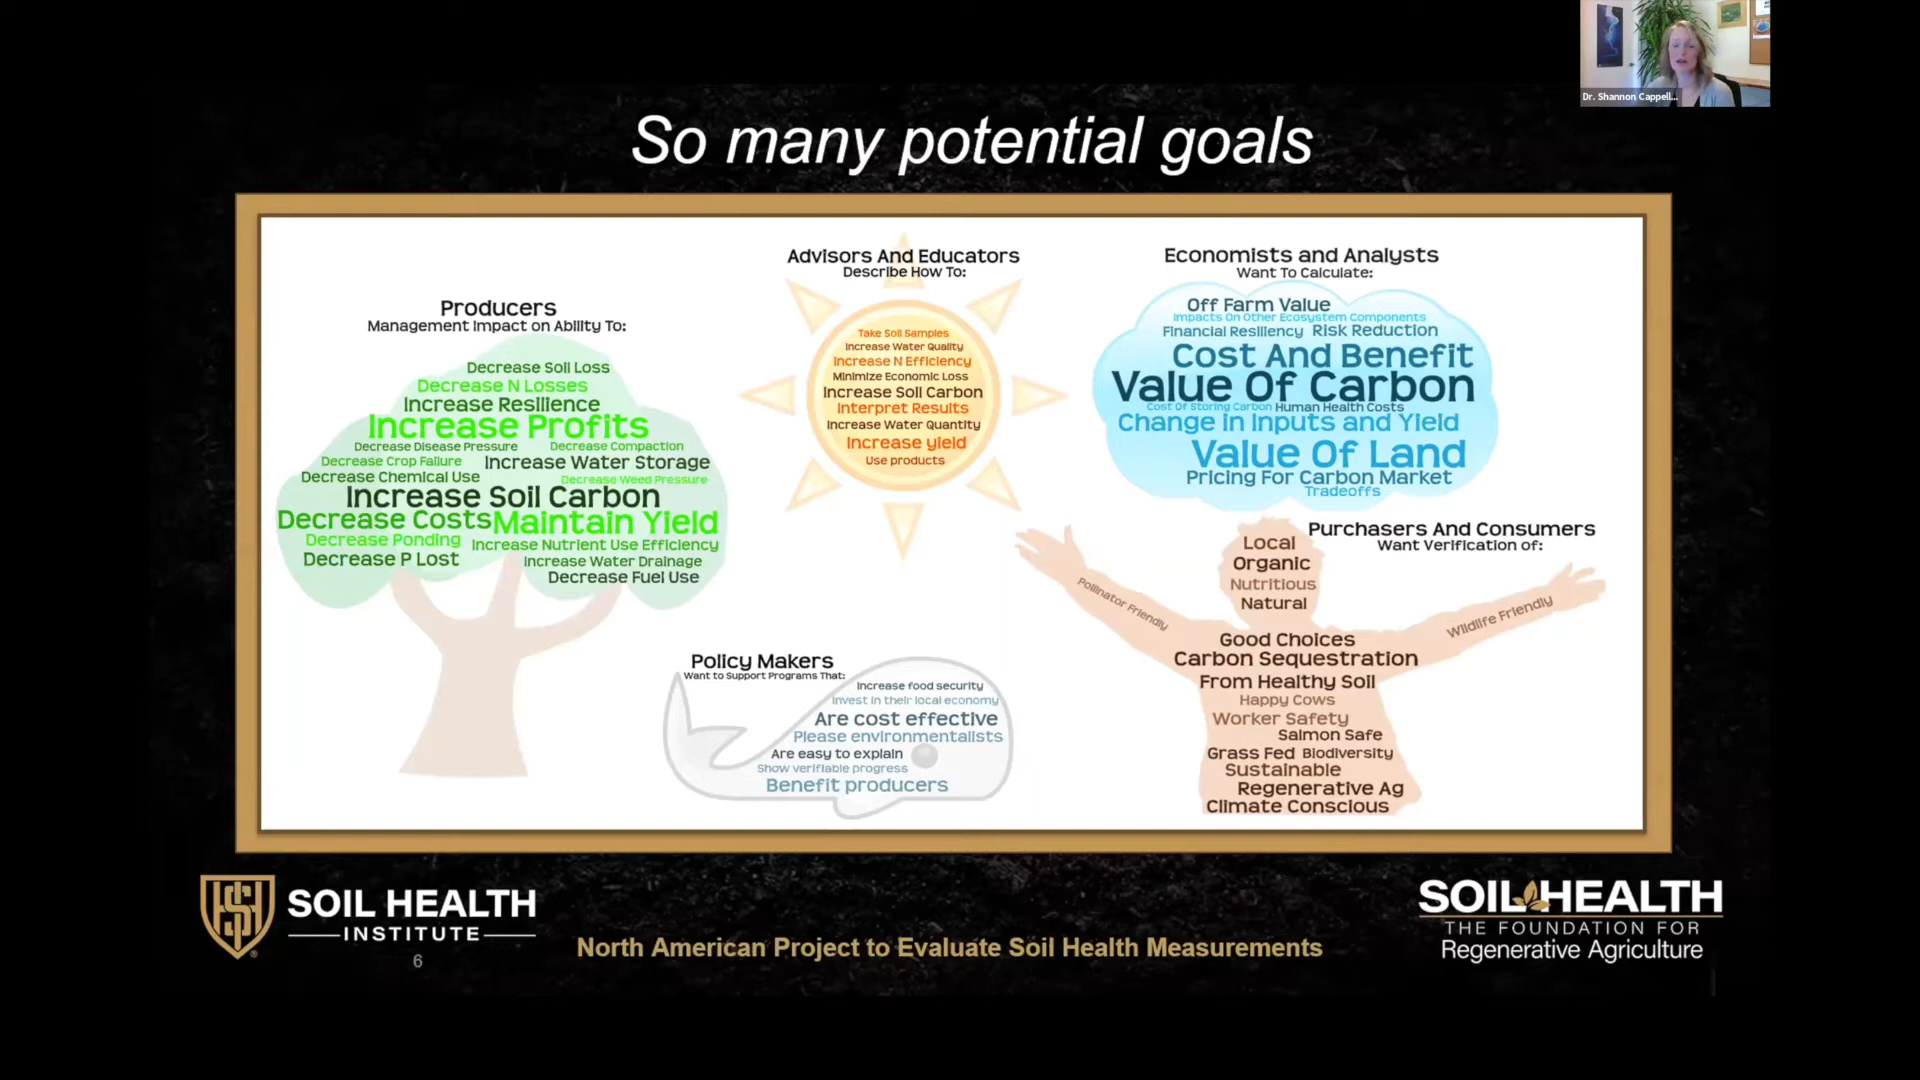 Dr. Shannon Cappell...
So many potential goals
Producers
Management Impact on Ability To:
Decrease Soil Loss
Decrease N Losses
Increase Resilience
Increase Profits
Decrease Disease Pressure
Decrease Compaction
Decrease Crop Failure
Increase Water Storage
Decrease Chemical Use
Decrease Weed Pressure
Increase Soil Carbon
Decrease Costs
Maintain Yield
Decrease Ponding
Increase Nutrient Use Efficiency
Decrease P Lost
Increase Water Drainage
Decrease Fuel Use
Advisors And Educators
Describe How To:
Take Soil Samples
Increase Water Quality
Increase N Efficiency
Minimize Economic Loss
Increase Soil Carbon
Interpret Results
Increase Water Quantity
Increase yield
Use products
Economists and Analysts
Want To Calculate:
Off Farm Value
Impacts On Other Ecosystem Components
Financial Resiliency
Risk Reduction
Cost And Benefit
Value Of Carbon
Cost Of Storing Carbon
Human Health Costs
Change in Inputs and Yield
Value Of Land
Pricing For Carbon Market
Tradeoffs
Policy Makers
Want to Support Programs That:
Increase food security
Invest in their local economy
Are cost effective
Please environmentalists
Are easy to explain
Show verifiable progress
Benefit producers
Purchasers And Consumers
Want Verification of:
Local
Organic
Nutritious
Natural
Pollinator Friendly
Wildlife Friendly
Good Choices
Carbon Sequestration
From Healthy Soil
Happy Cows
Worker Safety
Salmon Safe
Grass Fed
Biodiversity
Sustainable
Regenerative Ag
Climate Conscious
SHI
SOIL HEALTH
INSTITUTE
6
North American Project to Evaluate Soil Health Measurements
SOIL HEALTH
THE FOUNDATION FOR
Regenerative Agriculture